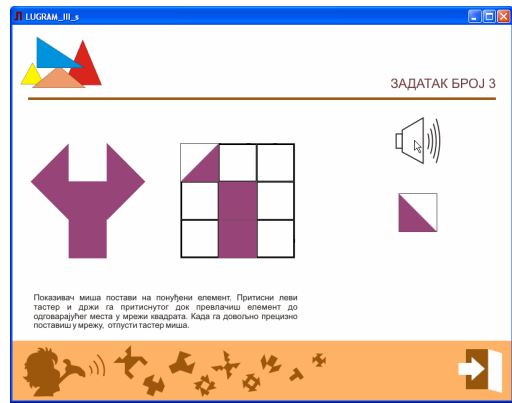 LUGRAM_III_s
ЗАДАТАК БРОЈ 3
Показивач миша постави на понуђени елемент. Притисни леви
тастер и држи га притиснутог док превлачиш елемент до
одговарајућег места у мрежи квадрата. Када га довољно прецизно
поставиш у мрежу, отпусти тастер миша.